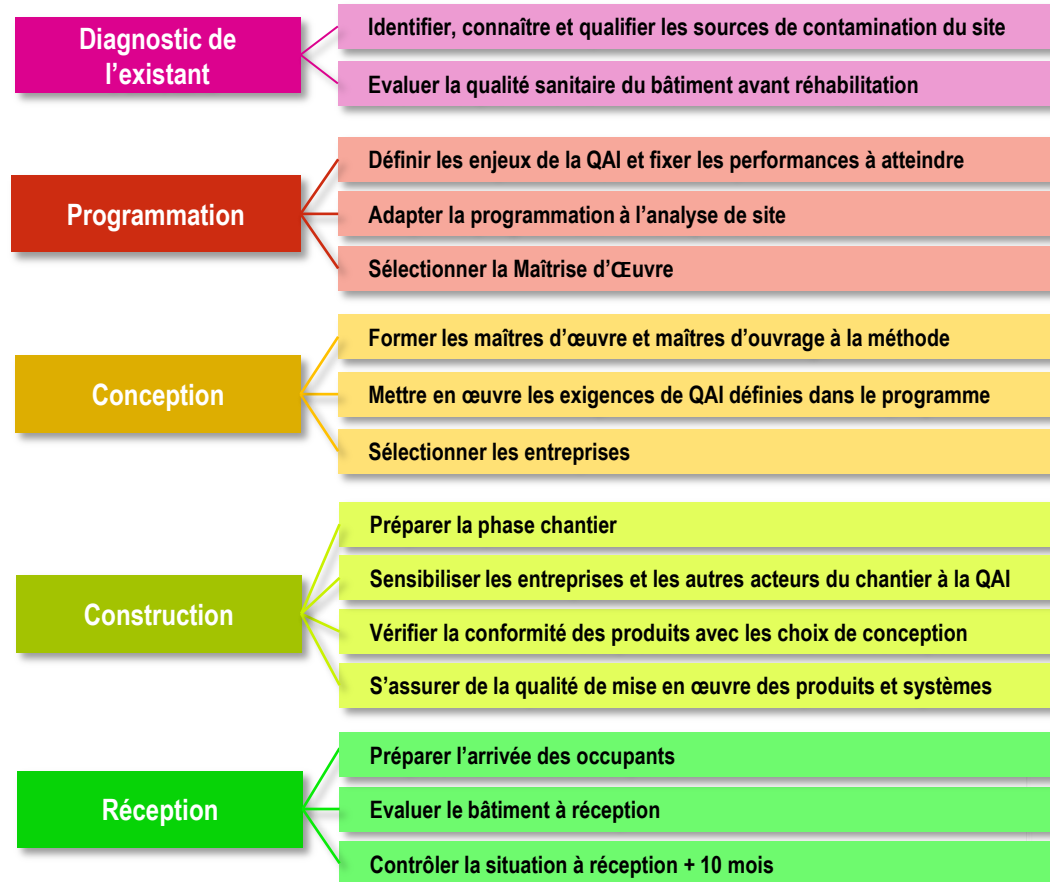 Diagnostic de
l'existant
Identifier, connaître et qualifier les sources de contamination du site
Evaluer la qualité sanitaire du bâtiment avant réhabilitation
Programmation
Définir les enjeux de la QAI et fixer les performances à atteindre
Adapter la programmation à l'analyse de site
Sélectionner la Maîtrise d'Œuvre
Conception
Former les maîtres d'œuvre et maîtres d'ouvrage à la méthode
Mettre en œuvre les exigences de QAI définies dans le programme
Sélectionner les entreprises
Construction
Préparer la phase chantier
Sensibiliser les entreprises et les autres acteurs du chantier à la QAI
Vérifier la conformité des produits avec les choix de conception
S'assurer de la qualité de mise en œuvre des produits et systèmes
Réception
Préparer l'arrivée des occupants
Evaluer le bâtiment à réception
Contrôler la situation à réception + 10 mois